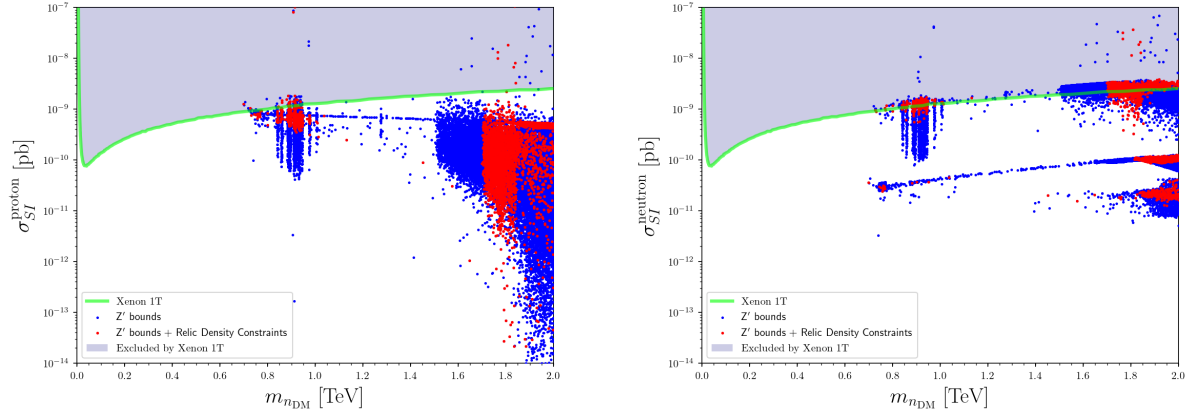 10⁻⁷
10⁻⁸
10⁻⁹
10⁻¹⁰
10⁻¹¹
10⁻¹²
10⁻¹³
10⁻¹⁴
σ_SI^proton [pb]
Xenon 1T
Z′ bounds
Z′ bounds + Relic Density Constraints
Excluded by Xenon 1T
0.0 0.2 0.4 0.6 0.8 1.0 1.2 1.4 1.6 1.8 2.0
m_n_DM [TeV]
10⁻⁷
10⁻⁸
10⁻⁹
10⁻¹⁰
10⁻¹¹
10⁻¹²
10⁻¹³
10⁻¹⁴
σ_SI^neutron [pb]
Xenon 1T
Z′ bounds
Z′ bounds + Relic Density Constraints
Excluded by Xenon 1T
0.0 0.2 0.4 0.6 0.8 1.0 1.2 1.4 1.6 1.8 2.0
m_n_DM [TeV]